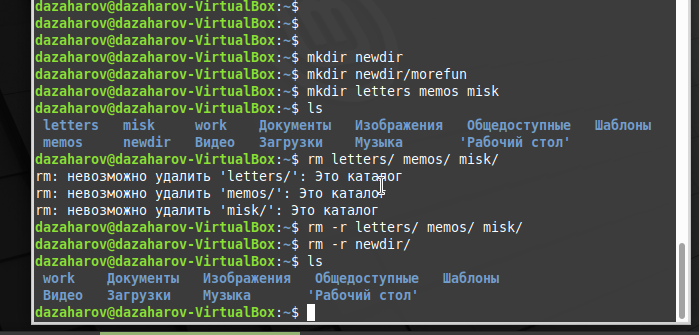 dazaharov@dazaharov-VirtualBox:~$
dazaharov@dazaharov-VirtualBox:~$
dazaharov@dazaharov-VirtualBox:~$
dazaharov@dazaharov-VirtualBox:~$ mkdir newdir
dazaharov@dazaharov-VirtualBox:~$ mkdir newdir/morefun
dazaharov@dazaharov-VirtualBox:~$ mkdir letters memos misk
dazaharov@dazaharov-VirtualBox:~$ ls
letters misk work Документы Изображения Общедоступные Шаблоны
memos newdir Видео Загрузки Музыка 'Рабочий стол'
dazaharov@dazaharov-VirtualBox:~$ rm letters/ memos/ misk/
rm: невозможно удалить 'letters/': Это каталог
rm: невозможно удалить 'memos/': Это каталог
rm: невозможно удалить 'misk/': Это каталог
dazaharov@dazaharov-VirtualBox:~$ rm -r letters/ memos/ misk/
dazaharov@dazaharov-VirtualBox:~$ rm -r newdir/
dazaharov@dazaharov-VirtualBox:~$ ls
work Документы Изображения Общедоступные Шаблоны
Видео Загрузки Музыка 'Рабочий стол'
dazaharov@dazaharov-VirtualBox:~$